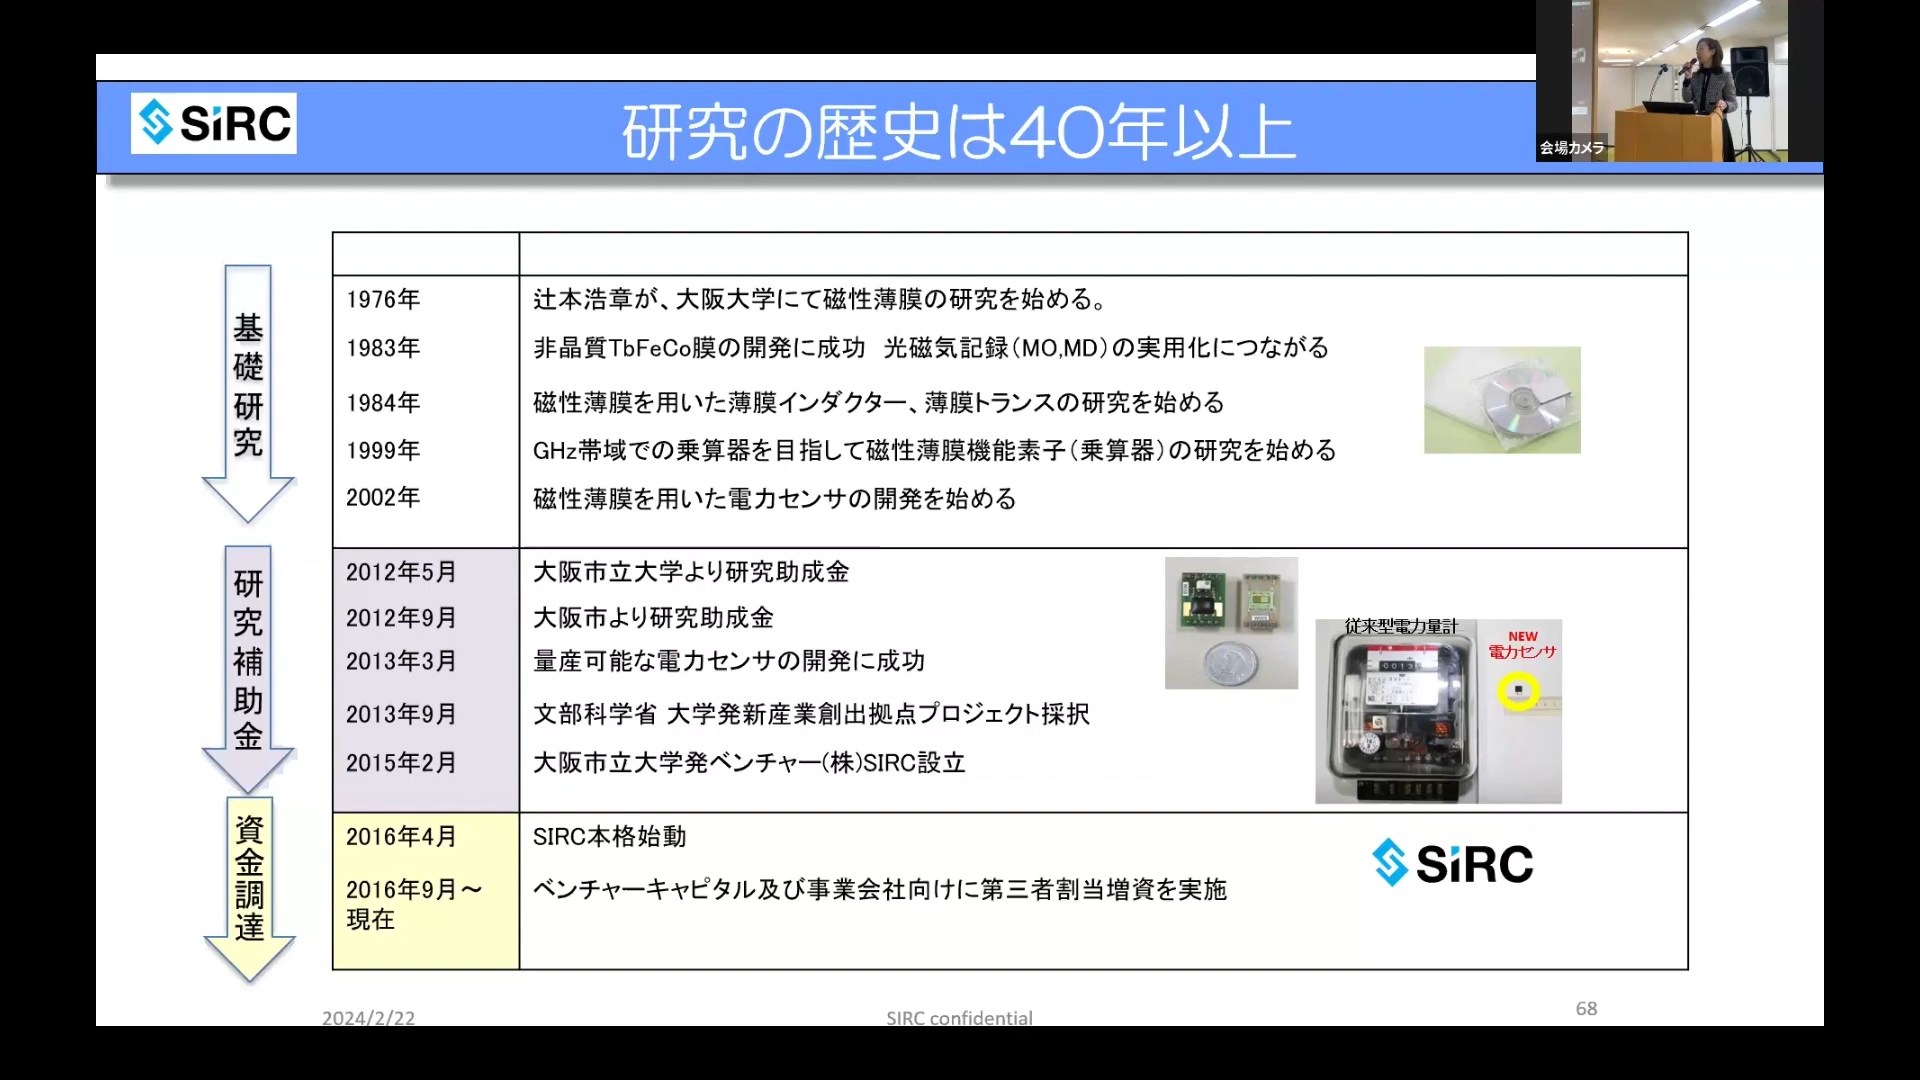 SiRC
研究の歴史は40年以上
会場カメラ
基礎研究
1976年 辻本浩章が、大阪大学にて磁性薄膜の研究を始める。
1983年 非晶質TbFeCo膜の開発に成功 光磁気記録（MO,MD）の実用化につながる
1984年 磁性薄膜を用いた薄膜インダクター、薄膜トランスの研究を始める
1999年 GHz帯域での乗算器を目指して磁性薄膜機能素子（乗算器）の研究を始める
2002年 磁性薄膜を用いた電力センサの開発を始める
研究補助金
2012年5月 大阪市立大学より研究助成金
2012年9月 大阪市より研究助成金
2013年3月 量産可能な電力センサの開発に成功
2013年9月 文部科学省 大学発新産業創出拠点プロジェクト採択
2015年2月 大阪市立大学発ベンチャー(株)SIRC設立
従来型電力量計
NEW
電力センサ
資金調達
2016年4月 SIRC本格始動
2016年9月～ ベンチャーキャピタル及び事業会社向けに第三者割当増資を実施
現在
SiRC
2024/2/22
SIRC confidential
68